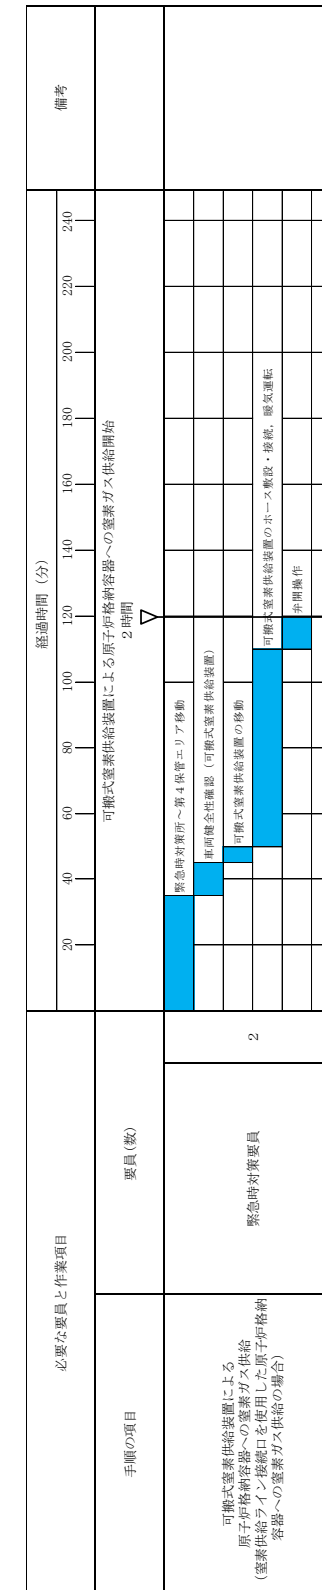 必要な要員と作業項目
経過時間（分）
備考
手順の項目
要員(数)
20
40
60
80
100
120
140
160
180
200
220
240
可搬式窒素供給装置による原子炉格納容器への窒素ガス供給開始
2時間
可搬式窒素供給装置による
原子炉格納容器への窒素ガス供給
(窒素供給ライン接続口を使用した原子炉格納
容器への窒素ガス供給の場合)
緊急時対策要員
2
緊急時対策所～第4保管エリア移動
車両健全性確認（可搬式窒素供給装置）
可搬式窒素供給装置の移動
可搬式窒素供給装置のホース敷設・接続，暖気運転
弁開操作